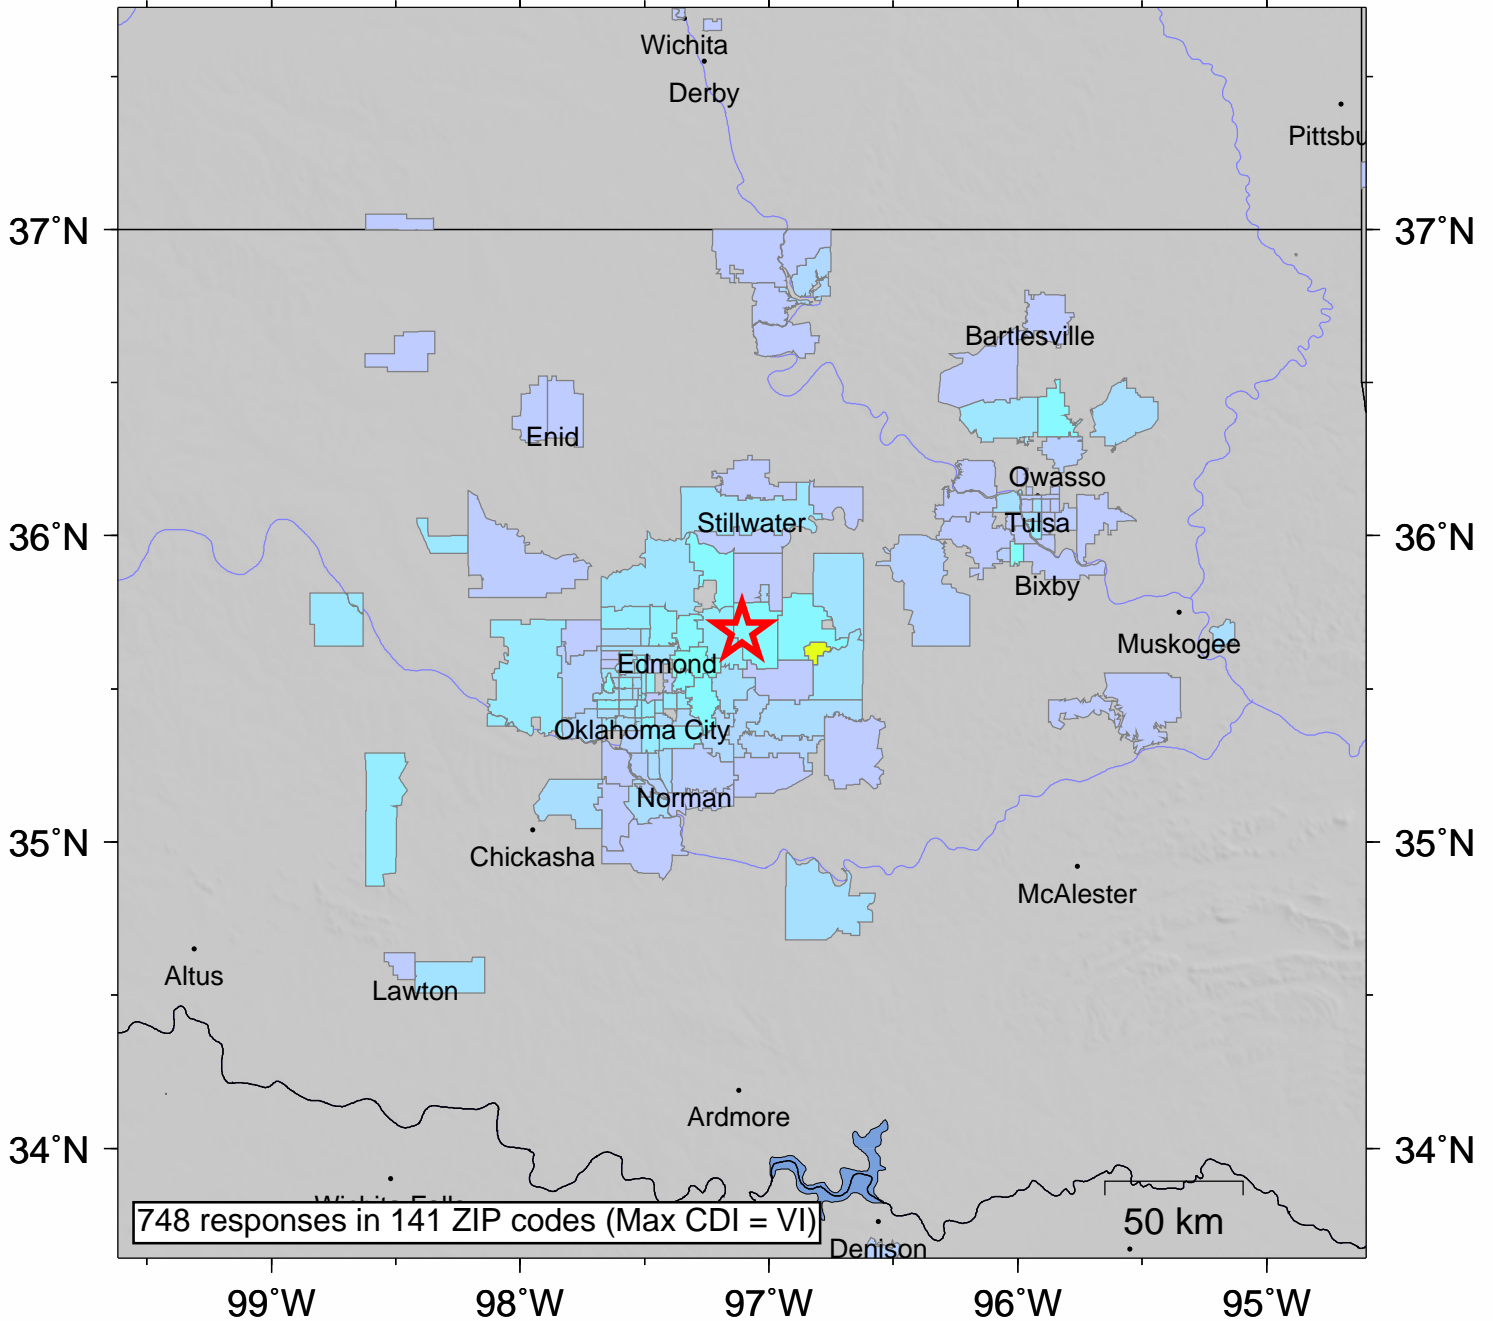 Wichita
Derby
Pittsbu
37°N
37°N
Bartlesville
Enid
Owasso
Stillwater
Tulsa
36°N
36°N
Bixby
Muskogee
Edmond
Oklahoma City
Norman
35°N
35°N
Chickasha
McAlester
Altus
Lawton
Ardmore
34°N
34°N
Wichita Falls
748 responses in 141 ZIP codes (Max CDI = VI)
50 km
Denison
99°W 98°W 97°W 96°W 95°W